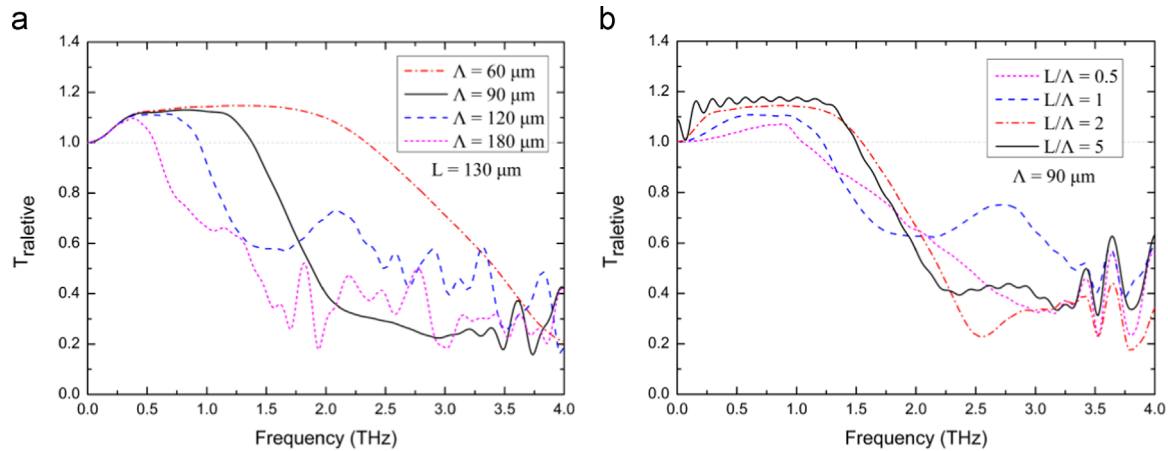 a
1.4
1.2
1.0
0.8
0.6
0.4
0.2
0.0
Traletive
Λ = 60 μm
Λ = 90 μm
Λ = 120 μm
Λ = 180 μm
L = 130 μm
0.0 0.5 1.0 1.5 2.0 2.5 3.0 3.5 4.0
Frequency (THz)
b
1.4
1.2
1.0
0.8
0.6
0.4
0.2
0.0
Traletive
L/Λ = 0.5
L/Λ = 1
L/Λ = 2
L/Λ = 5
Λ = 90 μm
0.0 0.5 1.0 1.5 2.0 2.5 3.0 3.5 4.0
Frequency (THz)